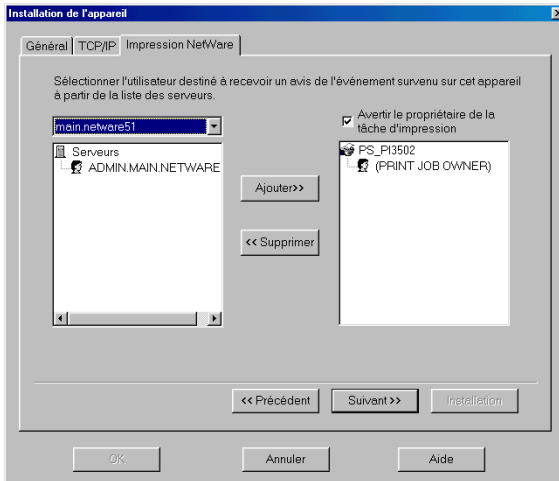 Installation de l'appareil
Général
TCP/IP
Impression NetWare
Sélectionner l'utilisateur destiné à recevoir un avis de l'événement survenu sur cet appareil
à partir de la liste des serveurs.
main.netware51
Avertir le propriétaire de la
tâche d'impression
Serveurs
ADMIN.MAIN.NETWARE
PS_PI3502
(PRINT JOB OWNER)
Ajouter>>
<< Supprimer
<< Précédent
Suivant >>
Installation
OK
Annuler
Aide